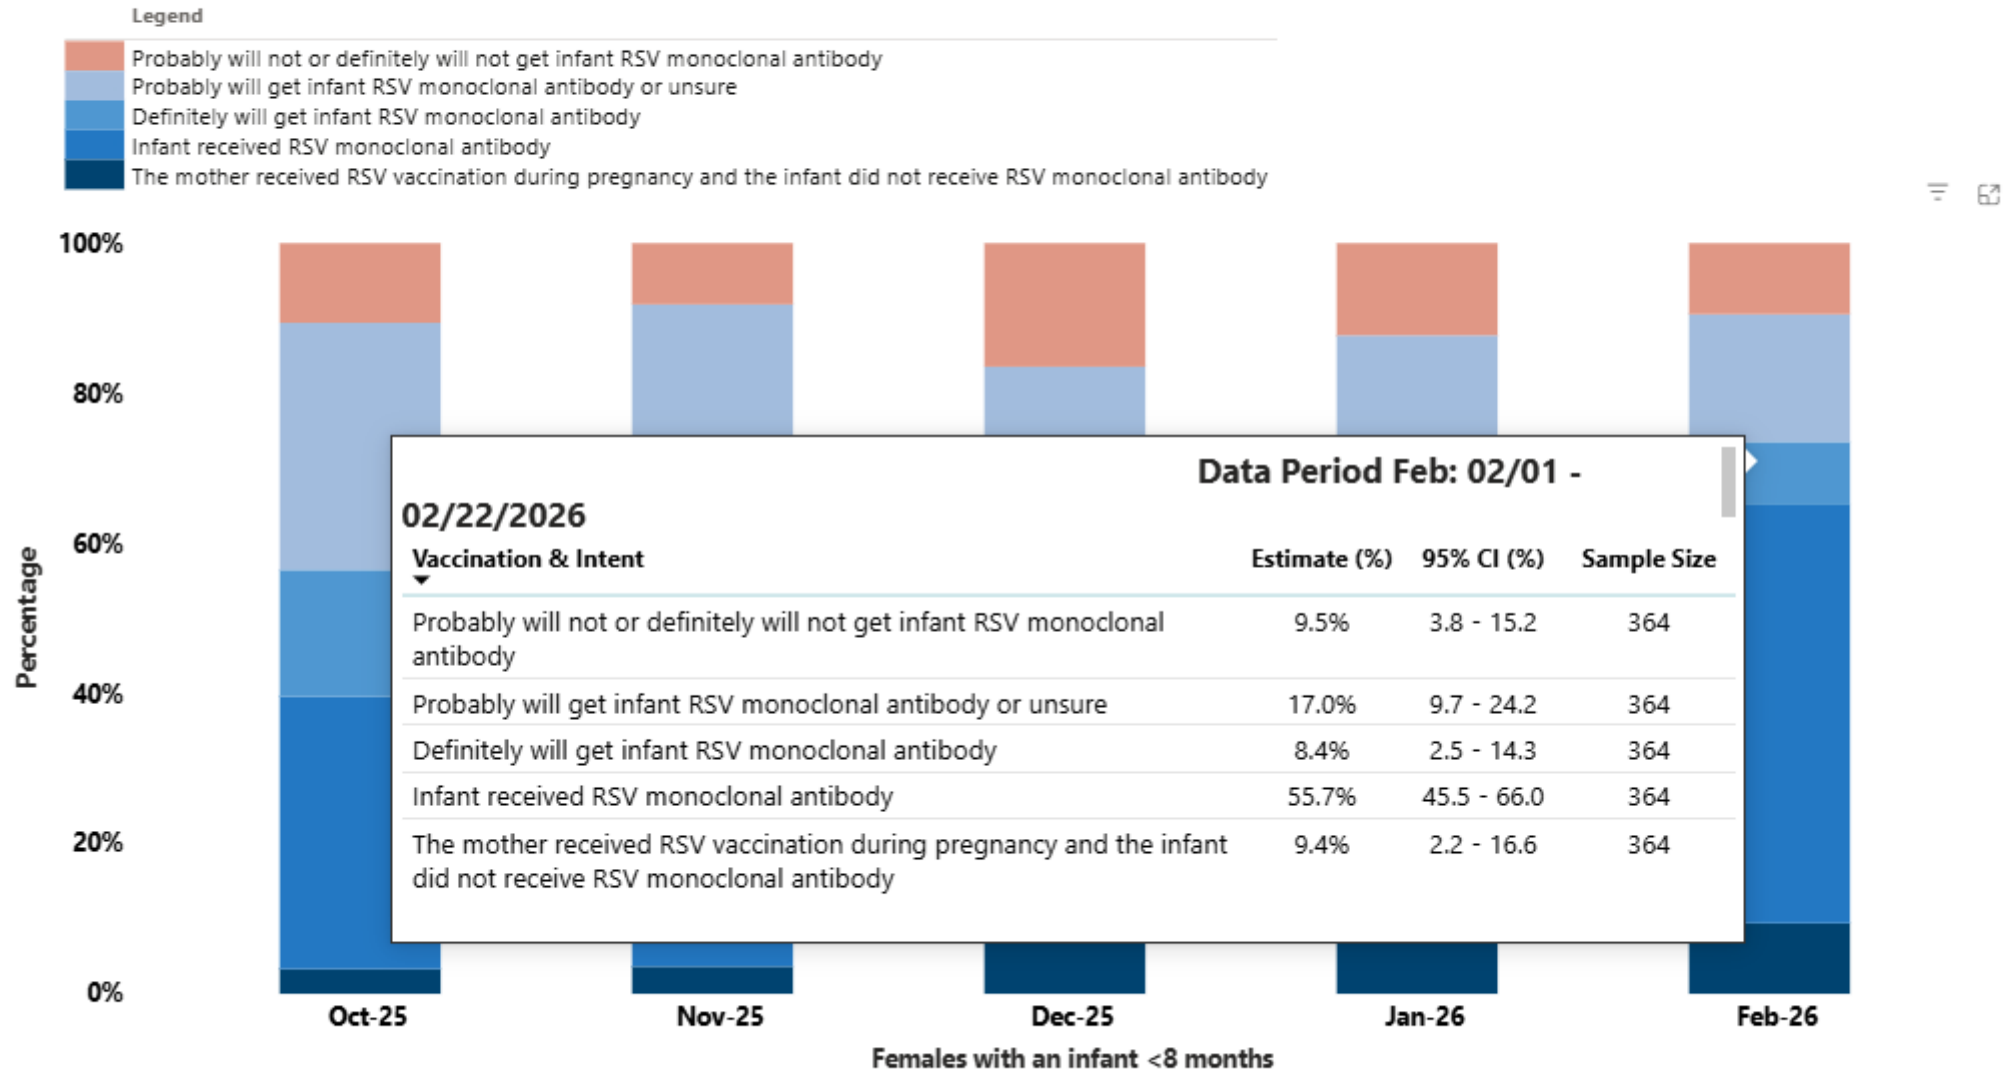 Legend
Probably will not or definitely will not get infant RSV monoclonal antibody
Probably will get infant RSV monoclonal antibody or unsure
Definitely will get infant RSV monoclonal antibody
Infant received RSV monoclonal antibody
The mother received RSV vaccination during pregnancy and the infant did not receive RSV monoclonal antibody
Percentage
100%
80%
60%
40%
20%
0%
Data Period Feb: 02/01 -
02/22/2026
Vaccination & Intent Estimate (%) 95% CI (%) Sample Size
Probably will not or definitely will not get infant RSV monoclonal 9.5% 3.8 - 15.2 364
antibody
Probably will get infant RSV monoclonal antibody or unsure 17.0% 9.7 - 24.2 364
Definitely will get infant RSV monoclonal antibody 8.4% 2.5 - 14.3 364
Infant received RSV monoclonal antibody 55.7% 45.5 - 66.0 364
The mother received RSV vaccination during pregnancy and the infant 9.4% 2.2 - 16.6 364
did not receive RSV monoclonal antibody
Oct-25 Nov-25 Dec-25 Jan-26 Feb-26
Females with an infant <8 months